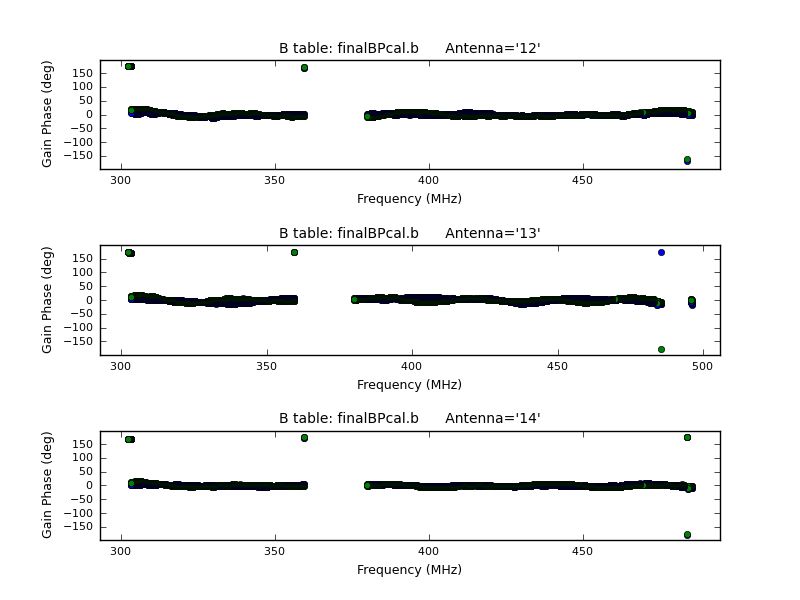 B table: finalBPcal.b Antenna='12'
Gain Phase (deg)
150
100
50
0
−50
−100
−150
300 350 400 450
Frequency (MHz)
B table: finalBPcal.b Antenna='13'
Gain Phase (deg)
150
100
50
0
−50
−100
−150
300 350 400 450 500
Frequency (MHz)
B table: finalBPcal.b Antenna='14'
Gain Phase (deg)
150
100
50
0
−50
−100
−150
300 350 400 450
Frequency (MHz)